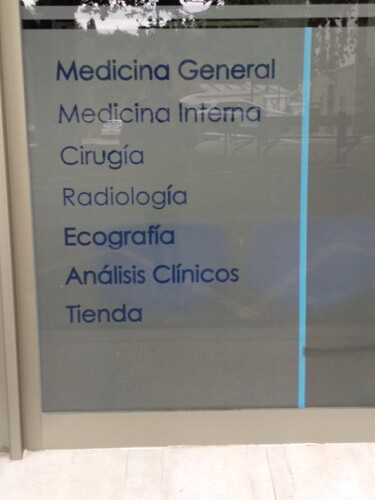 Medicina General
Medicina Interna
Cirugía
Radiología
Ecografía
Análisis Clínicos
Tienda